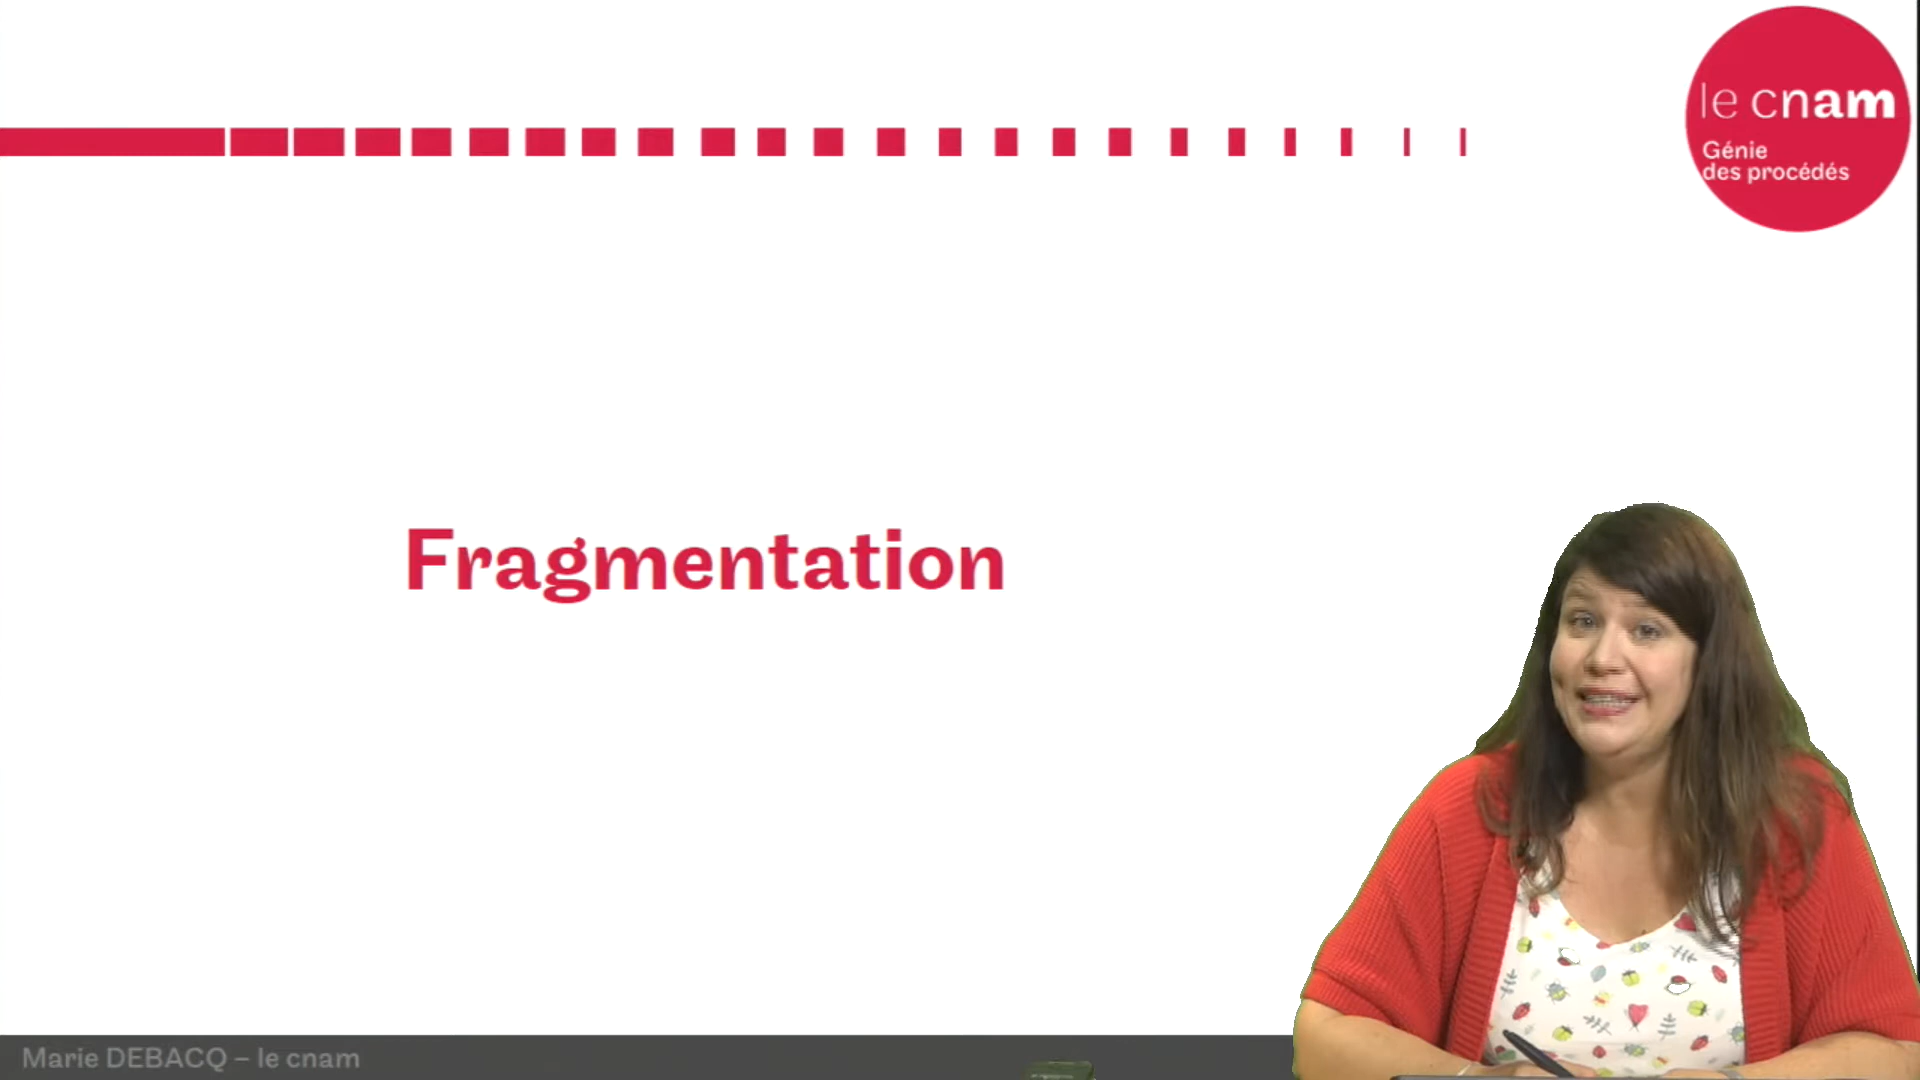 le cnam
Génie
des procédés
Fragmentation
Marie DEBACQ – le cnam